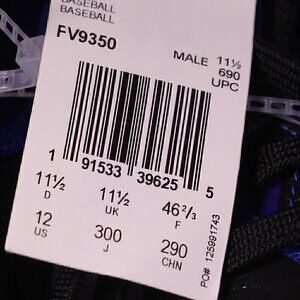 BASEBALL
BASEBALL
FV9350
MALE 11½
690
UPC
1 91533 39625 5
11½ 11½ 46⅔
D UK F
12 300 290
US J CHN
PO# 125991743